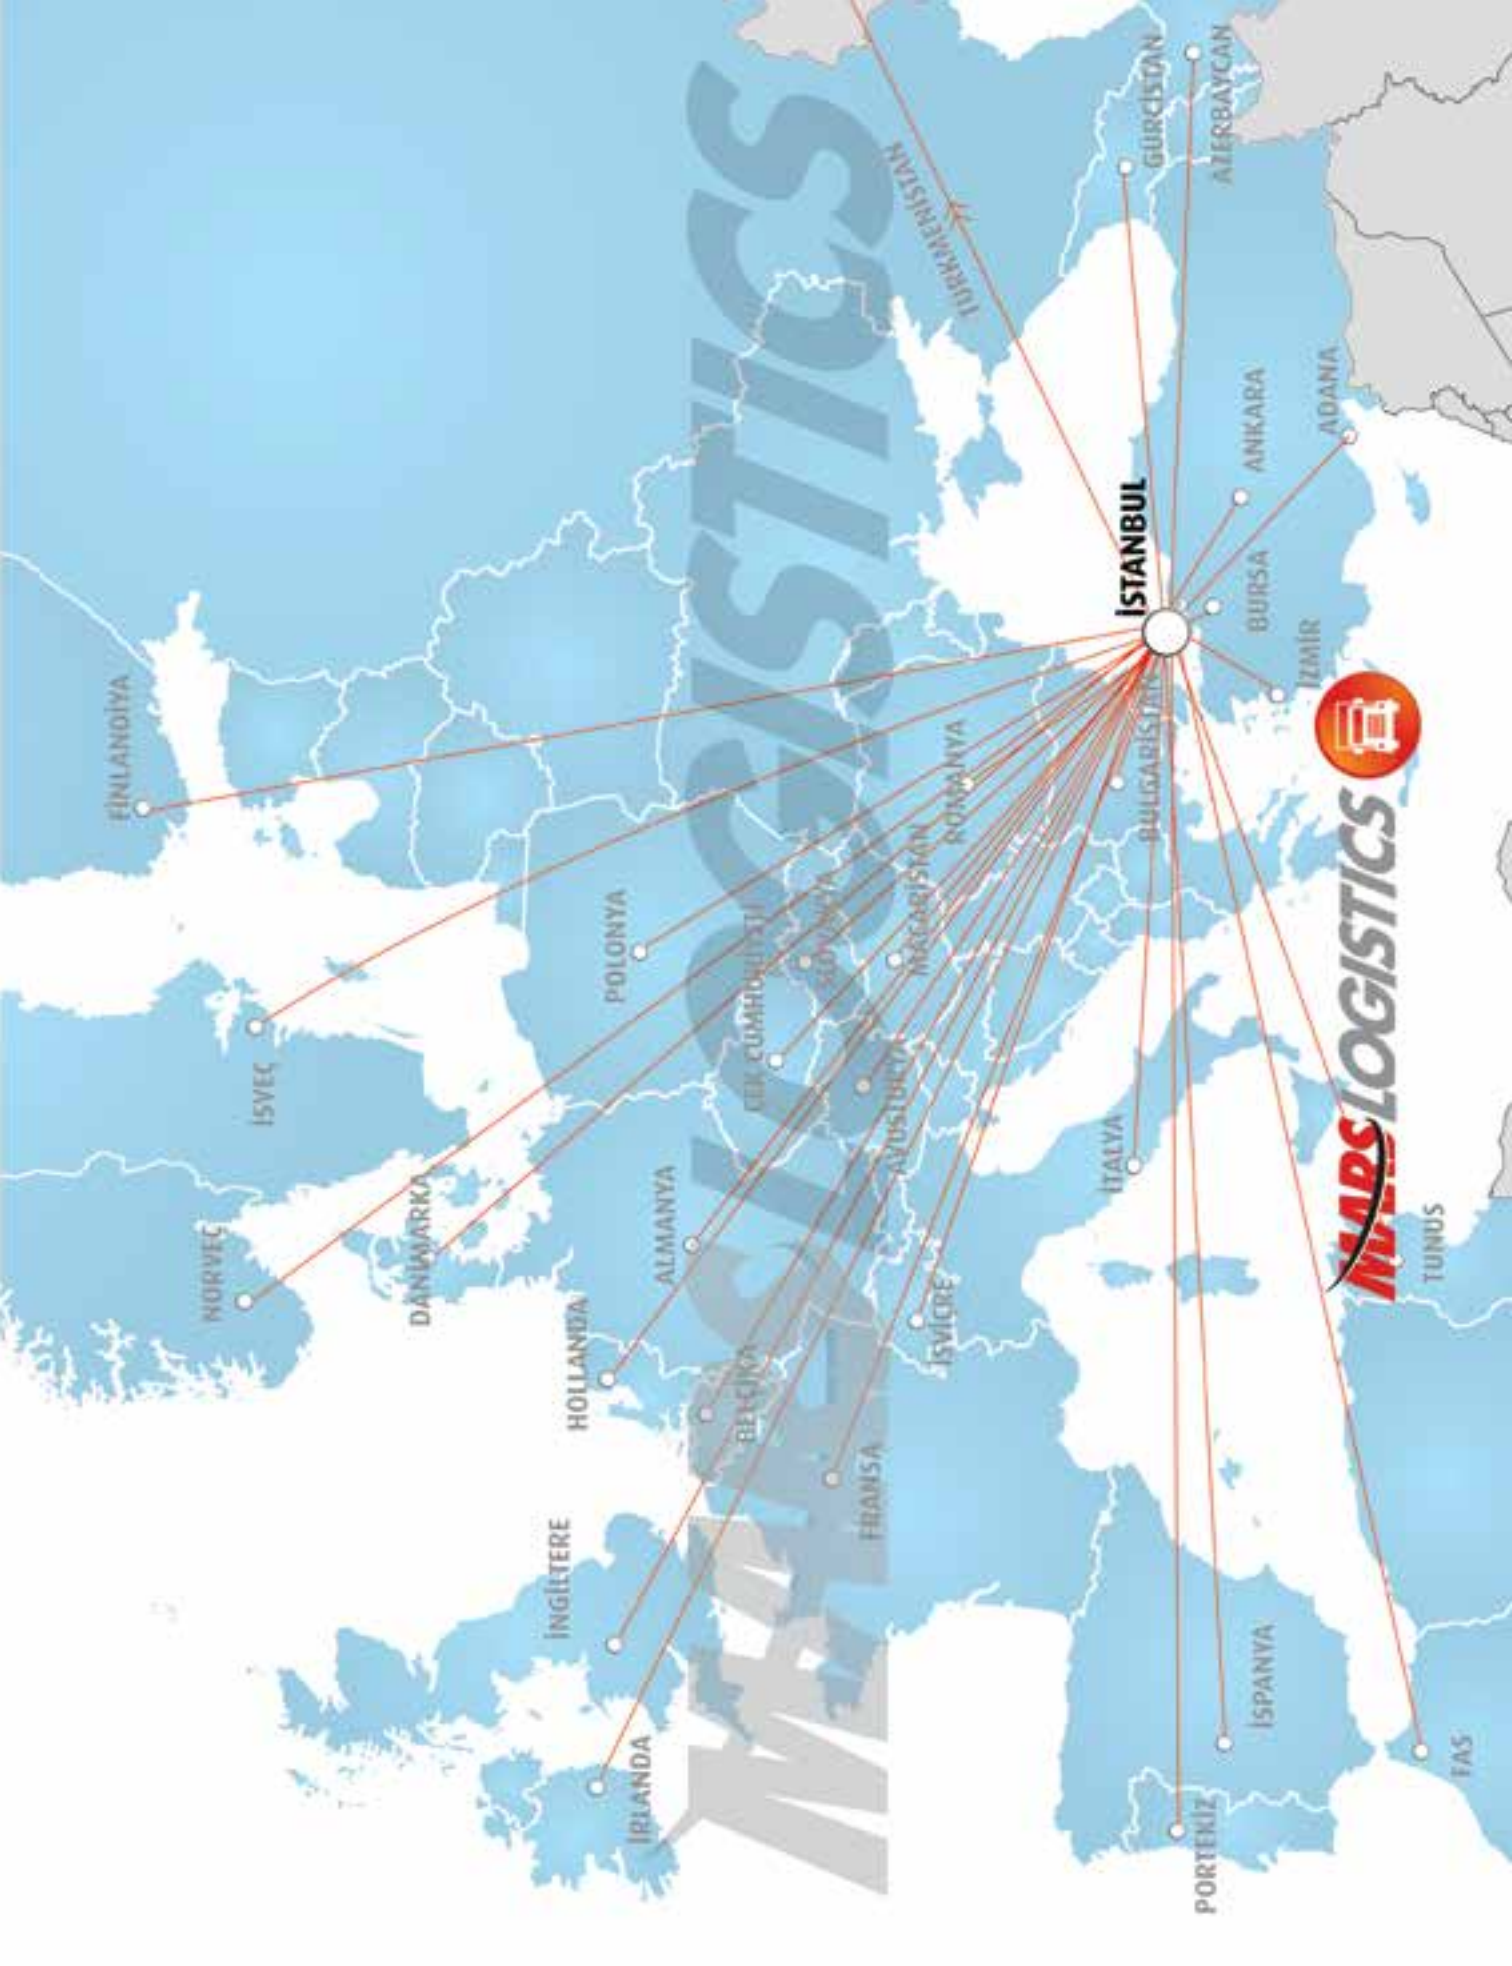 FİNLANDİYA
NORVEÇ
İSVEÇ
DANİMARKA
İNGİLTERE
HOLLANDA
POLONYA
İRLANDA
ALMANYA
BELÇİKA
ÇEK CUMHURİYETİ
MARS LOGISTICS
FRANSA
AVUSTURYA
MACARİSTAN
TÜRKMENİSTAN
İSVİÇRE
ROMANYA
İTALYA
İSTANBUL
BULGARİSTAN
GÜRCİSTAN
PORTEKİZ
AZERBAYCAN
ANKARA
BURSA
İSPANYA
İZMİR
ADANA
MARS LOGISTICS
TUNUS
FAS